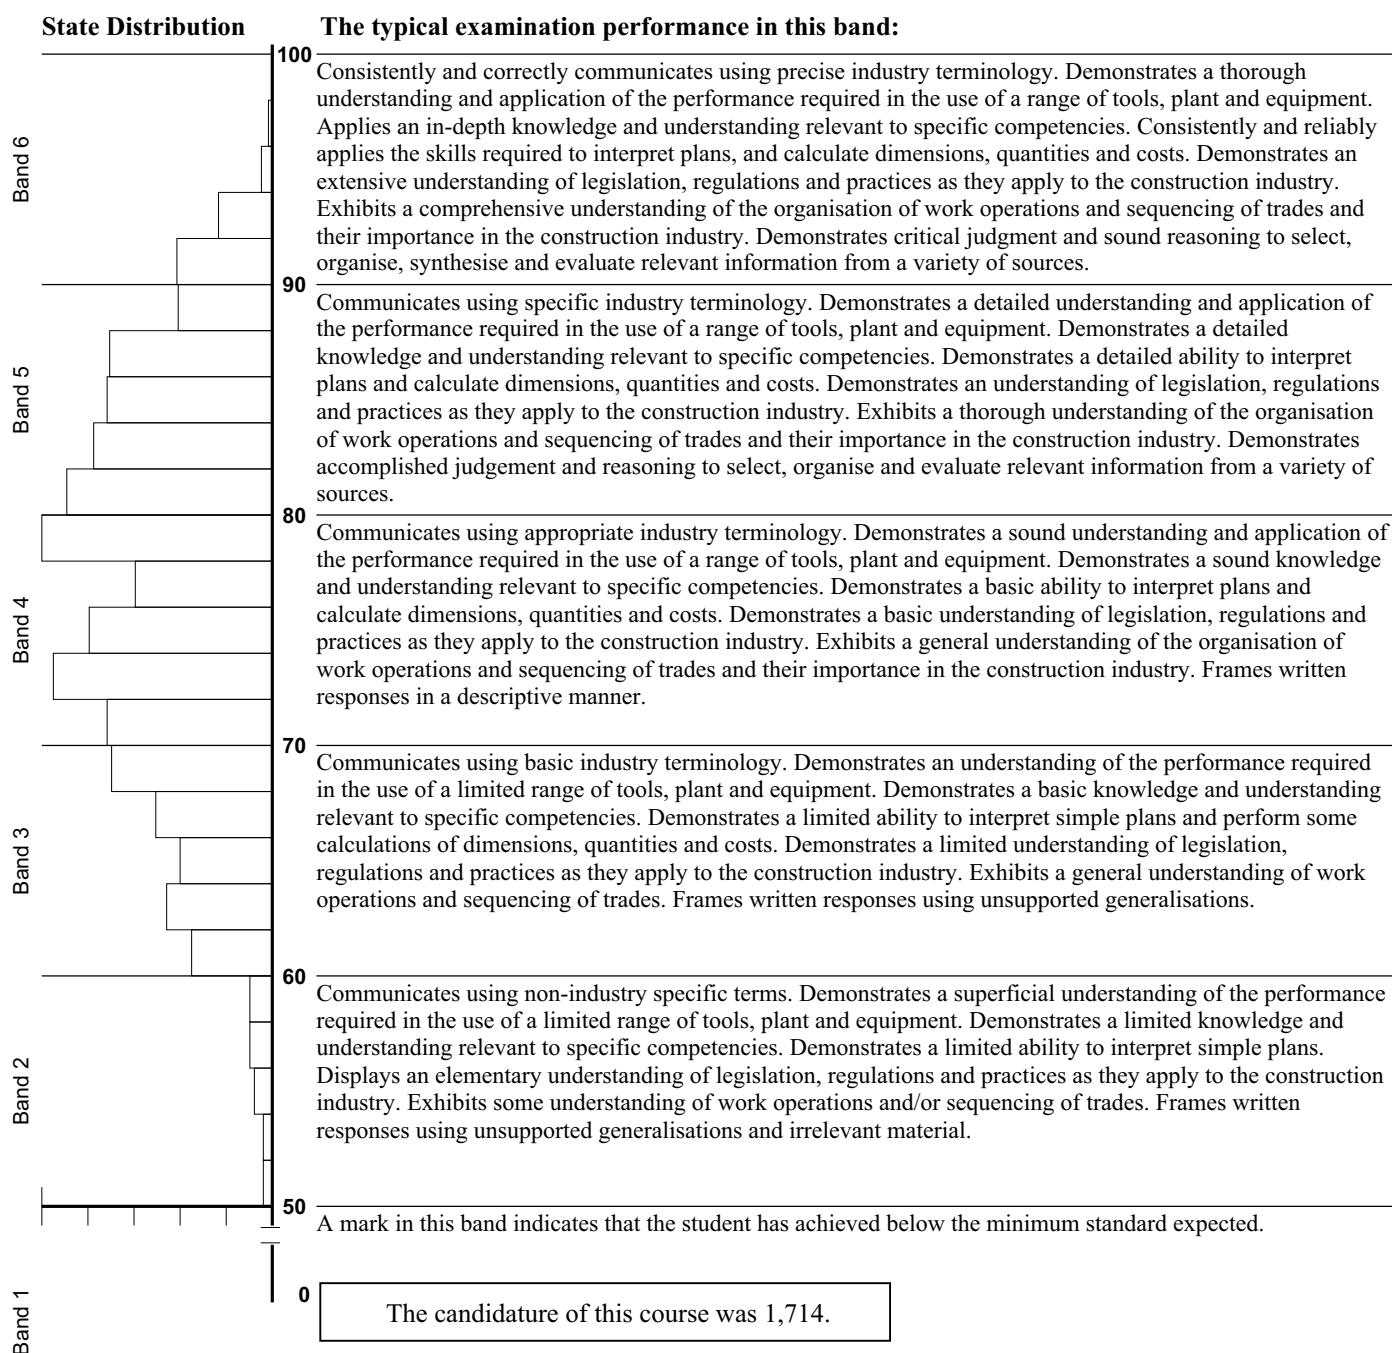 State Distribution
The typical examination performance in this band:
100
Band 6
Consistently and correctly communicates using precise industry terminology. Demonstrates a thorough
understanding and application of the performance required in the use of a range of tools, plant and equipment.
Applies an in-depth knowledge and understanding relevant to specific competencies. Consistently and reliably
applies the skills required to interpret plans, and calculate dimensions, quantities and costs. Demonstrates an
extensive understanding of legislation, regulations and practices as they apply to the construction industry.
Exhibits a comprehensive understanding of the organisation of work operations and sequencing of trades and
their importance in the construction industry. Demonstrates critical judgment and sound reasoning to select,
organise, synthesise and evaluate relevant information from a variety of sources.
90
Band 5
Communicates using specific industry terminology. Demonstrates a detailed understanding and application of
the performance required in the use of a range of tools, plant and equipment. Demonstrates a detailed
knowledge and understanding relevant to specific competencies. Demonstrates a detailed ability to interpret
plans and calculate dimensions, quantities and costs. Demonstrates an understanding of legislation, regulations
and practices as they apply to the construction industry. Exhibits a thorough understanding of the organisation
of work operations and sequencing of trades and their importance in the construction industry. Demonstrates
accomplished judgement and reasoning to select, organise and evaluate relevant information from a variety of
sources.
80
Band 4
Communicates using appropriate industry terminology. Demonstrates a sound understanding and application of
the performance required in the use of a range of tools, plant and equipment. Demonstrates a sound knowledge
and understanding relevant to specific competencies. Demonstrates a basic ability to interpret plans and
calculate dimensions, quantities and costs. Demonstrates a basic understanding of legislation, regulations and
practices as they apply to the construction industry. Exhibits a general understanding of the organisation of
work operations and sequencing of trades and their importance in the construction industry. Frames written
responses in a descriptive manner.
70
Band 3
Communicates using basic industry terminology. Demonstrates an understanding of the performance required
in the use of a limited range of tools, plant and equipment. Demonstrates a basic knowledge and understanding
relevant to specific competencies. Demonstrates a limited ability to interpret simple plans and perform some
calculations of dimensions, quantities and costs. Demonstrates a limited understanding of legislation,
regulations and practices as they apply to the construction industry. Exhibits a general understanding of work
operations and sequencing of trades. Frames written responses using unsupported generalisations.
60
Band 2
Communicates using non-industry specific terms. Demonstrates a superficial understanding of the performance
required in the use of a limited range of tools, plant and equipment. Demonstrates a limited knowledge and
understanding relevant to specific competencies. Demonstrates a limited ability to interpret simple plans.
Displays an elementary understanding of legislation, regulations and practices as they apply to the construction
industry. Exhibits some understanding of work operations and/or sequencing of trades. Frames written
responses using unsupported generalisations and irrelevant material.
50
A mark in this band indicates that the student has achieved below the minimum standard expected.
Band 1
0
The candidature of this course was 1,714.